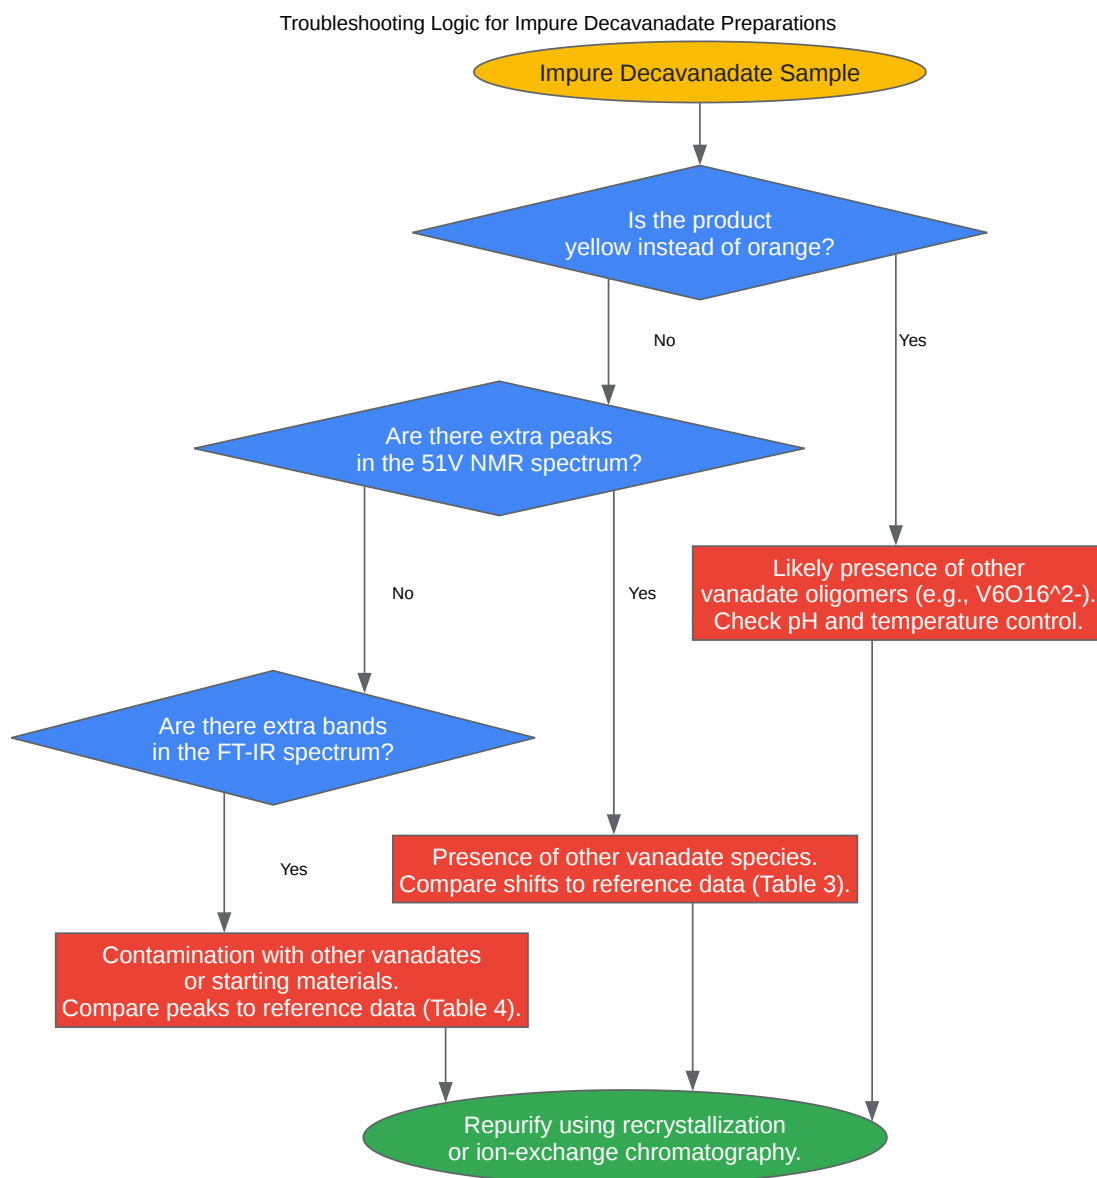 Troubleshooting Logic for Impure Decavanadate Preparations
Impure Decavanadate Sample
Is the product
yellow instead of orange?
No
Yes
Are there extra peaks
in the 51V NMR spectrum?
Likely presence of other
vanadate oligomers (e.g., V6O16^2-).
Check pH and temperature control.
No
Yes
Are there extra bands
in the FT-IR spectrum?
Presence of other vanadate species.
Compare shifts to reference data (Table 3).
Yes
Contamination with other vanadates
or starting materials.
Compare peaks to reference data (Table 4).
Repurify using recrystallization
or ion-exchange chromatography.